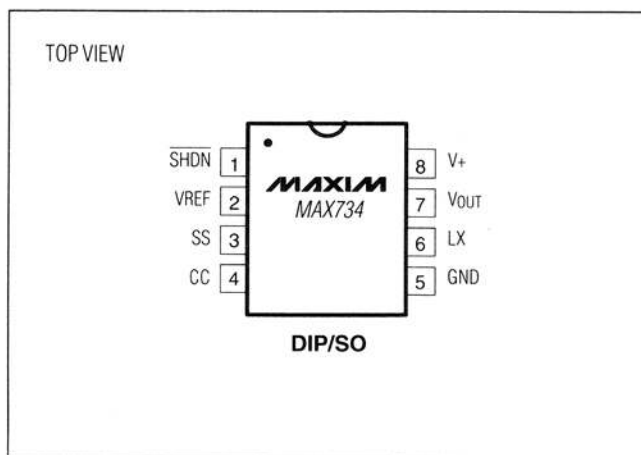 TOP VIEW
SHDN 1
VREF 2
SS 3
CC 4
MAXIM
MAX734
8 V+
7 VOUT
6 LX
5 GND
DIP/SO